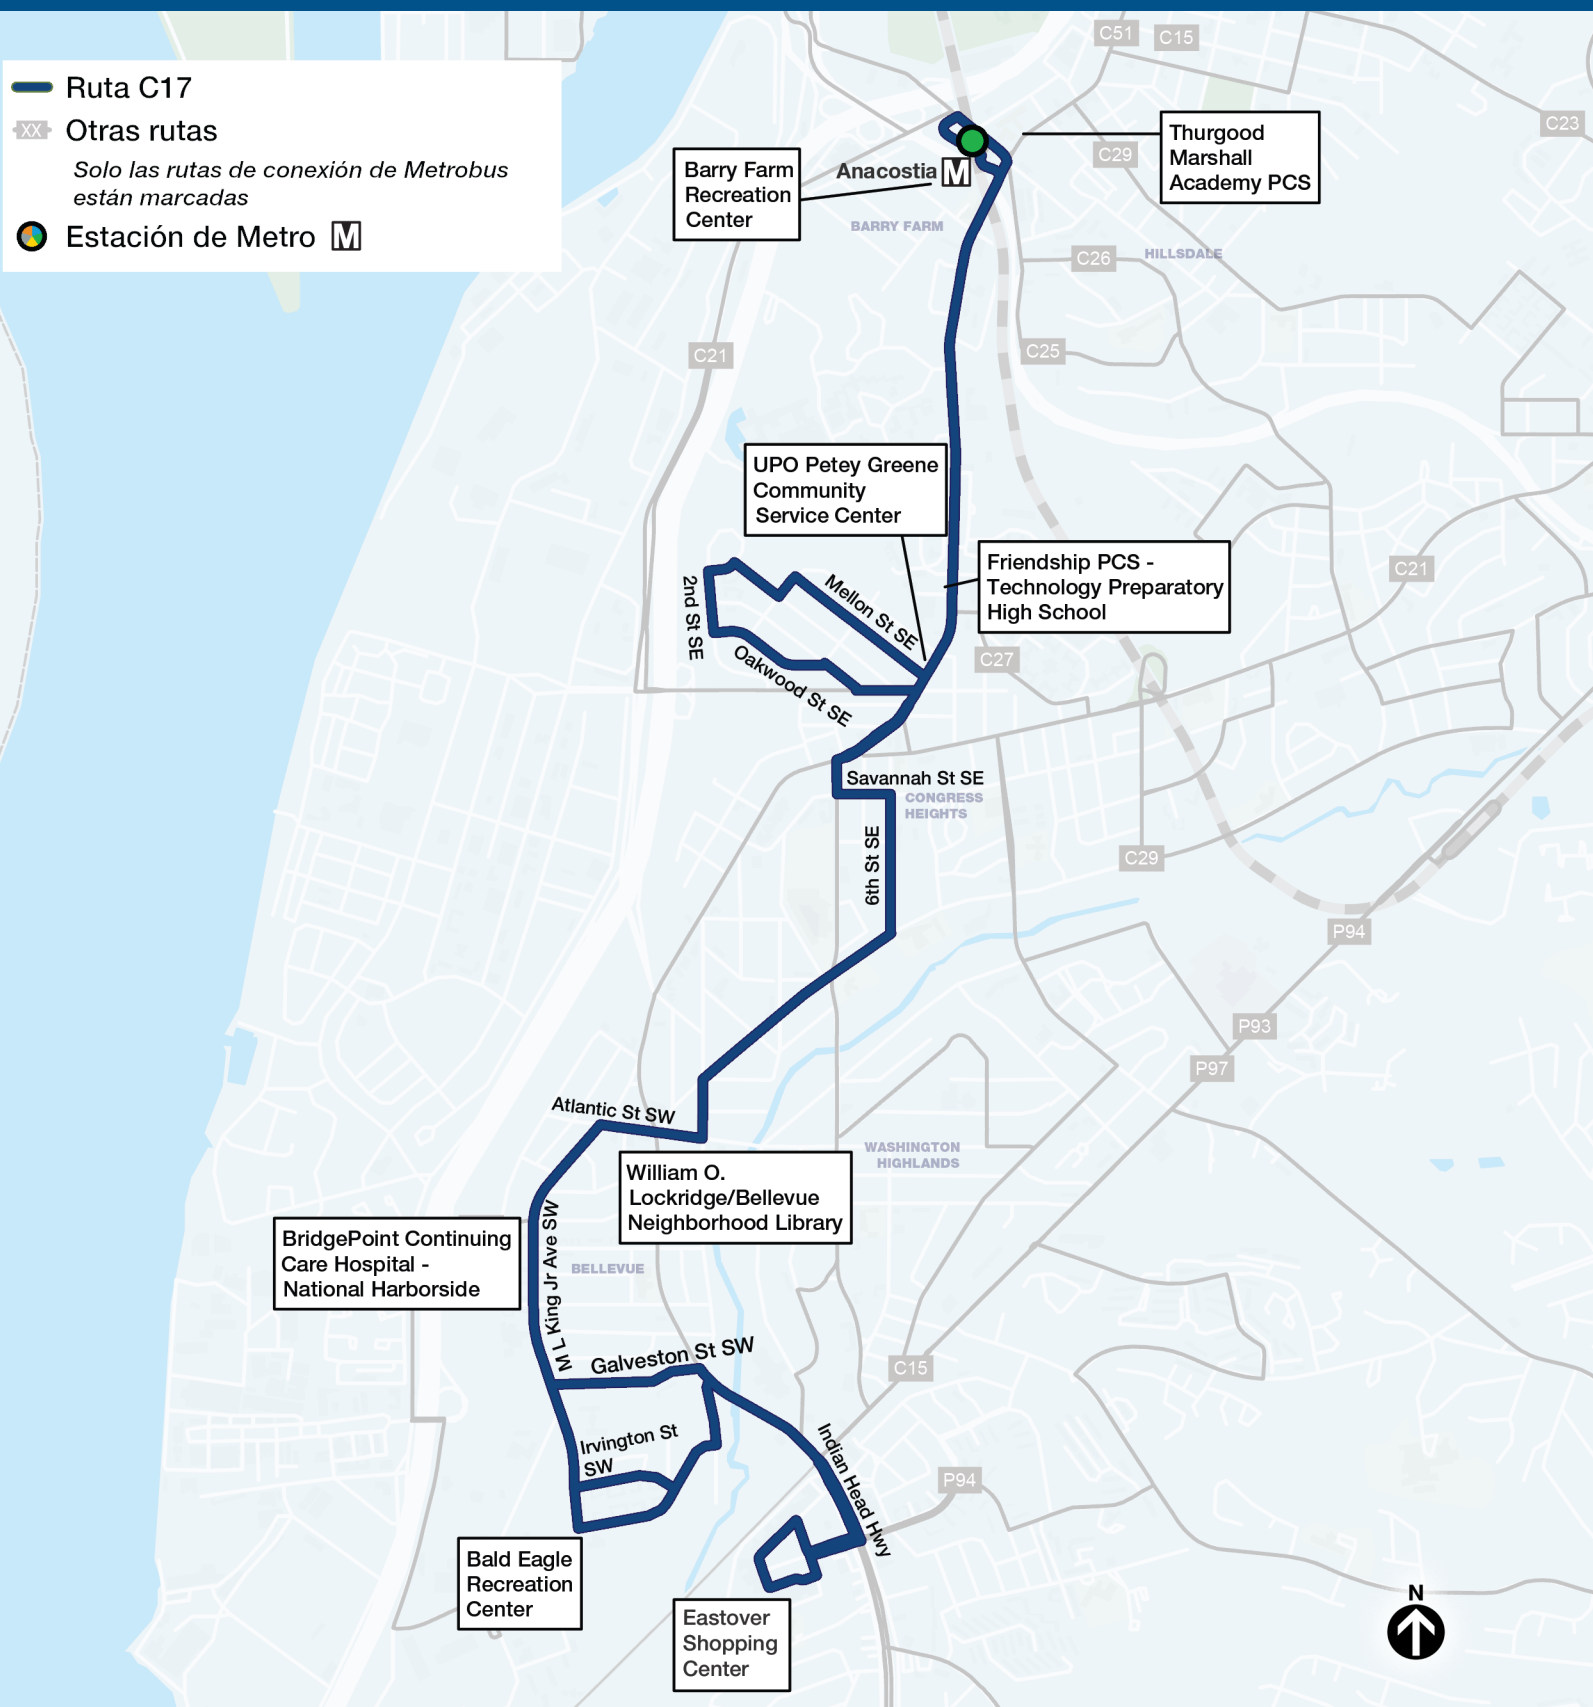 Ruta C17
XX
Otras rutas
Solo las rutas de conexión de Metrobus
están marcadas
Estación de Metro M
C51
C15
C23
Thurgood
Marshall
Academy PCS
C29
Barry Farm
Recreation
Center
Anacostia M
BARRY FARM
C26
HILLSDALE
C21
C25
UPO Petey Greene
Community
Service Center
Friendship PCS -
Technology Preparatory
High School
C21
2nd St SE
Mellon St SE
Oakwood St SE
C27
Savannah St SE
CONGRESS
HEIGHTS
6th St SE
C29
P94
P93
P97
Atlantic St SW
WASHINGTON
HIGHLANDS
William O.
Lockridge/Bellevue
Neighborhood Library
BridgePoint Continuing
Care Hospital -
National Harborside
M L King Jr Ave SW
BELLEVUE
Galveston St SW
C15
Irvington St
SW
Indian Head Hwy
P94
Bald Eagle
Recreation
Center
Eastover
Shopping
Center
N